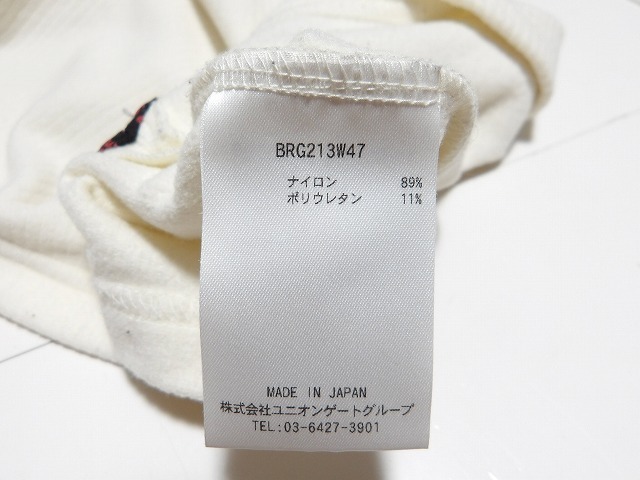 BRG213W47
ナイロン 89%
ポリウレタン 11%
MADE IN JAPAN
株式会社ユニオンゲートグループ
TEL:03-6427-3901